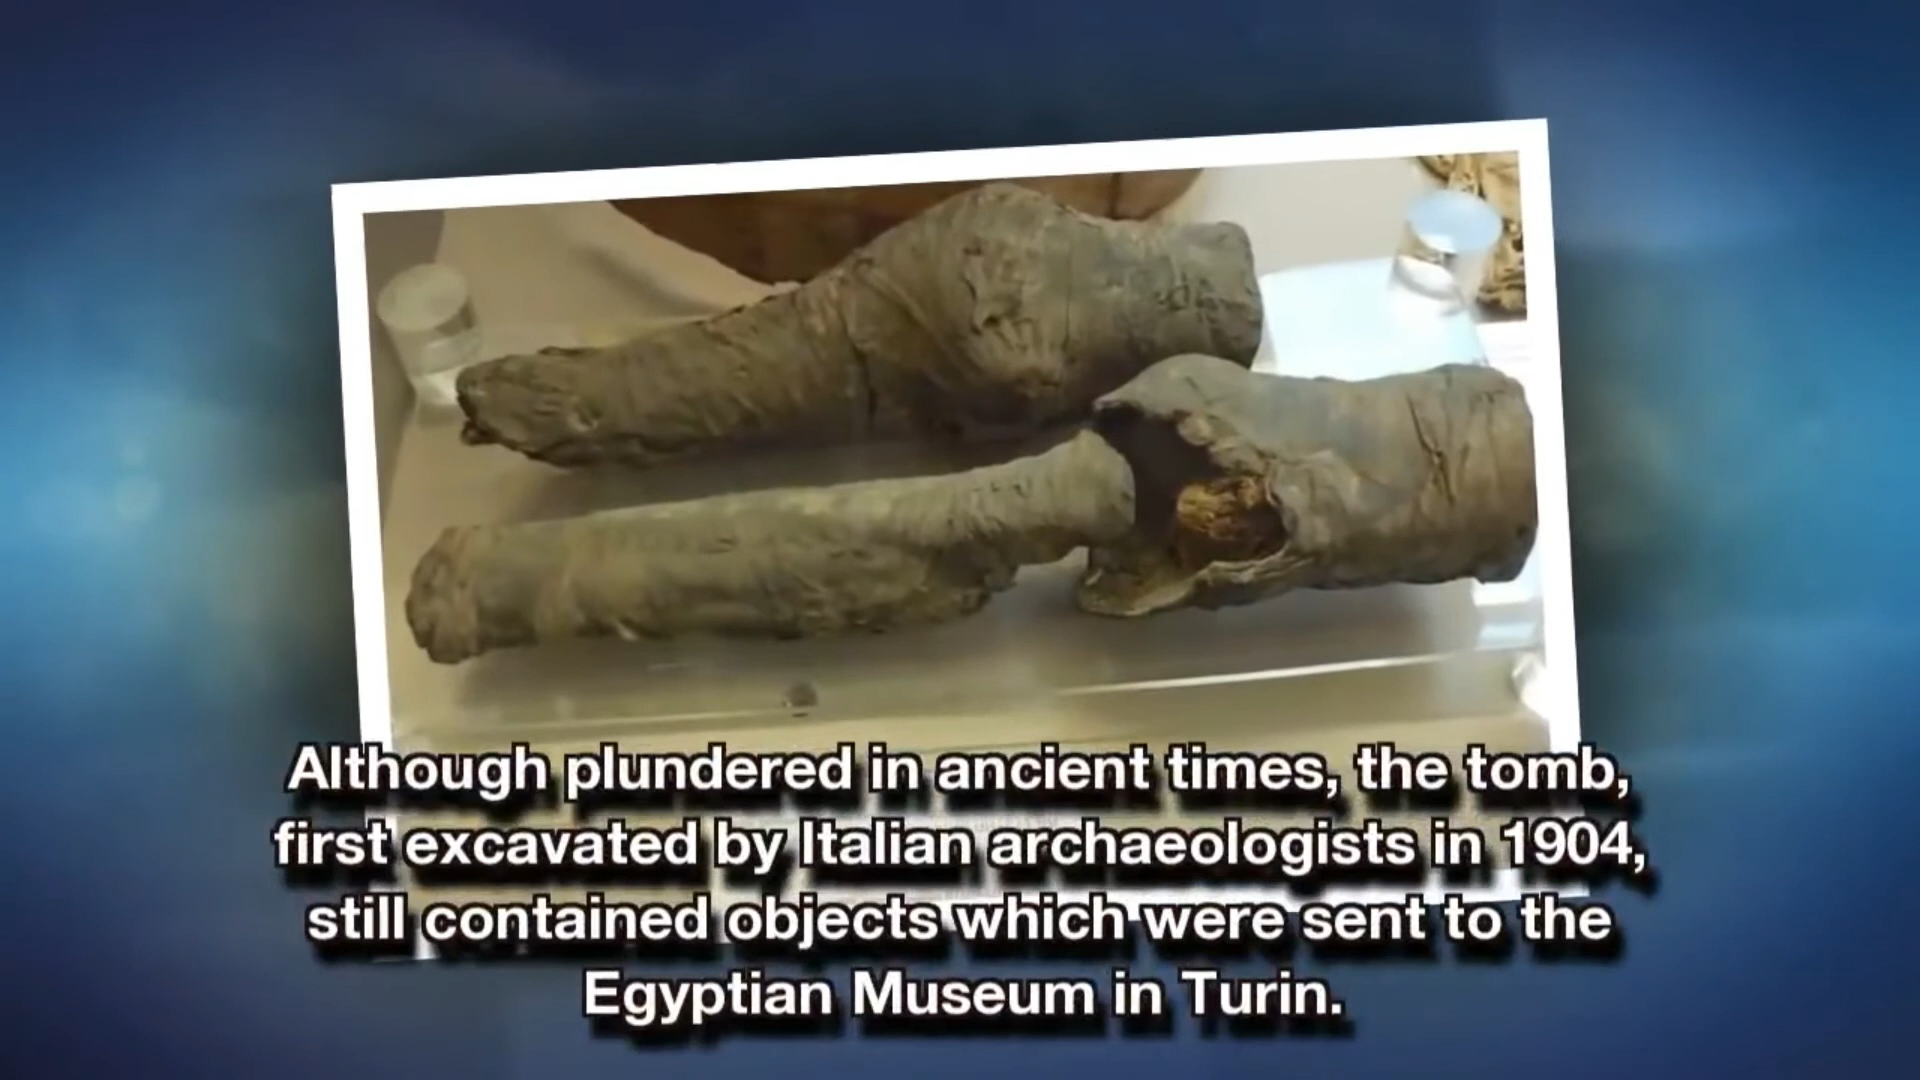 Although plundered in ancient times, the tomb,
first excavated by Italian archaeologists in 1904,
still contained objects which were sent to the
Egyptian Museum in Turin.